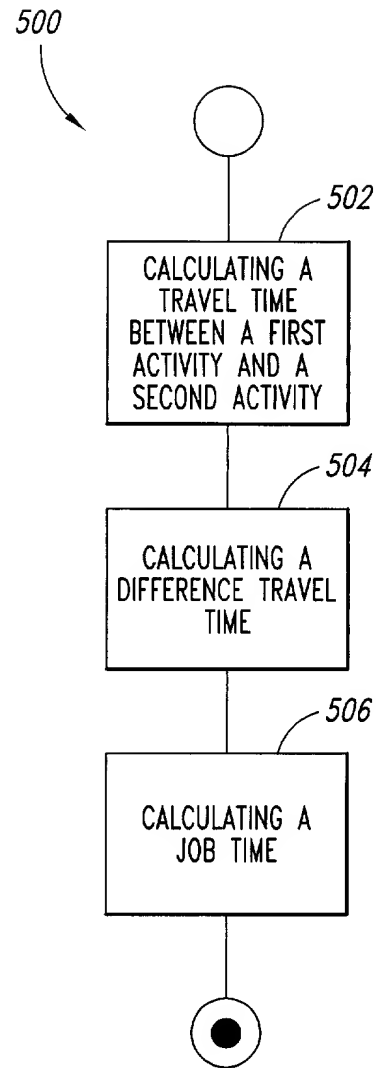 500
502
CALCULATING A
TRAVEL TIME
BETWEEN A FIRST
ACTIVITY AND A
SECOND ACTIVITY
504
CALCULATING A
DIFFERENCE TRAVEL
TIME
506
CALCULATING A
JOB TIME